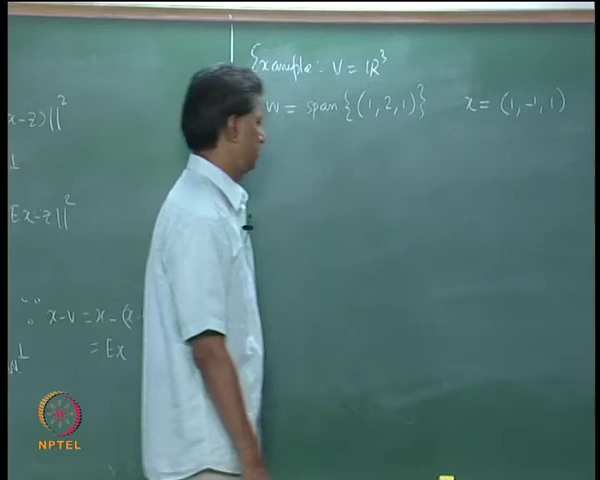 x-z)||²
⊥
Ex-z||²
∵ x-v = x-(x-
= Ex
W⊥
Example: V = ℝ³
W = span{(1,2,1)} x = (1,-1,1)
NPTEL